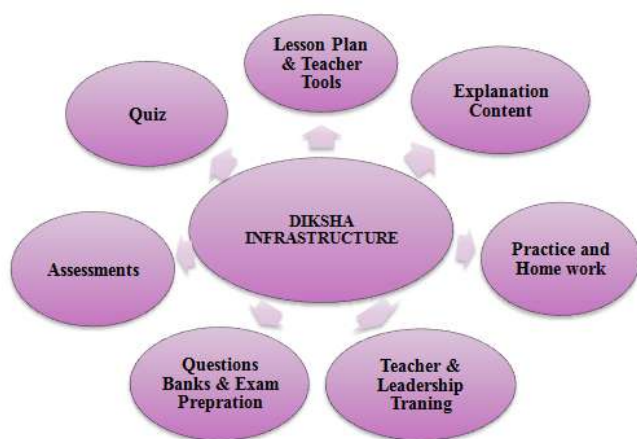 Lesson Plan
& Teacher
Tools
Explanation
Content
Quiz
DIKSHA
INFRASTRUCTURE
Practice and
Home work
Assessments
Questions
Banks & Exam
Prepration
Teacher &
Leadership
Traning